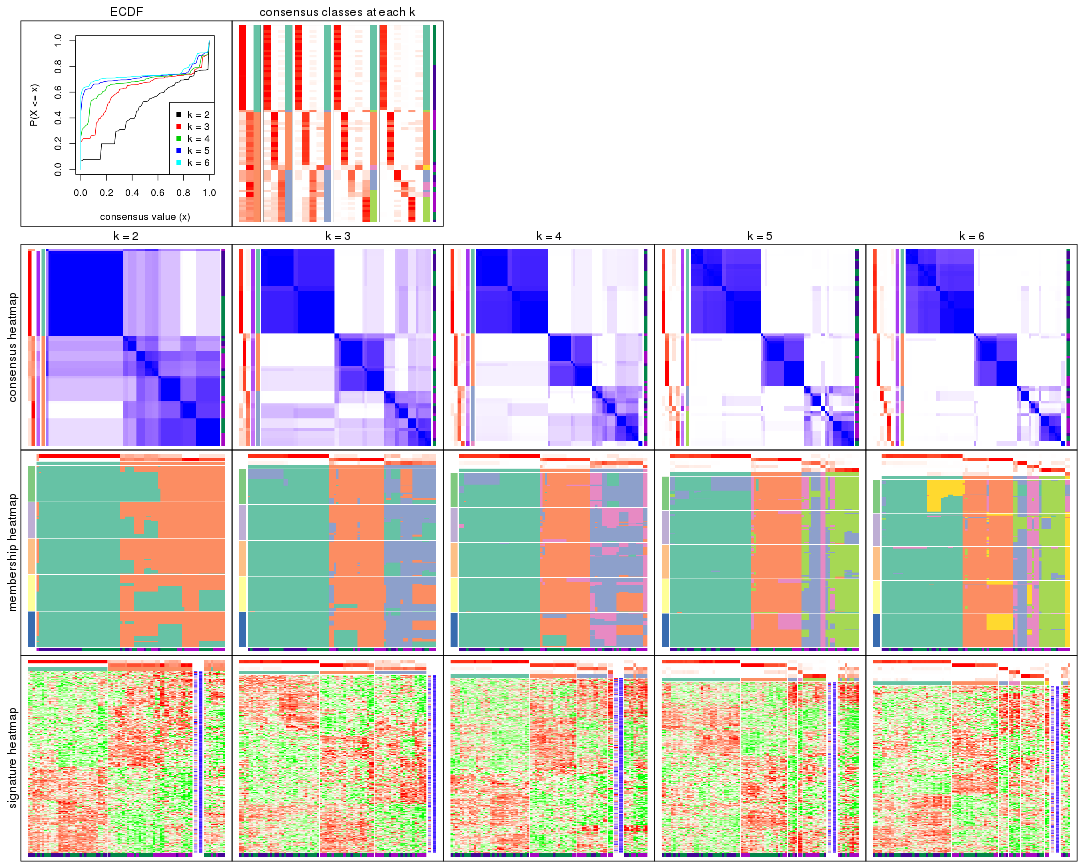 ECDF
consensus classes at each k
P(X <= x)
0.0 0.2 0.4 0.6 0.8 1.0
k = 2
k = 3
k = 4
k = 5
k = 6
0.0 0.2 0.4 0.6 0.8 1.0
consensus value (x)
k = 2
k = 3
k = 4
k = 5
k = 6
consensus heatmap
membership heatmap
signature heatmap